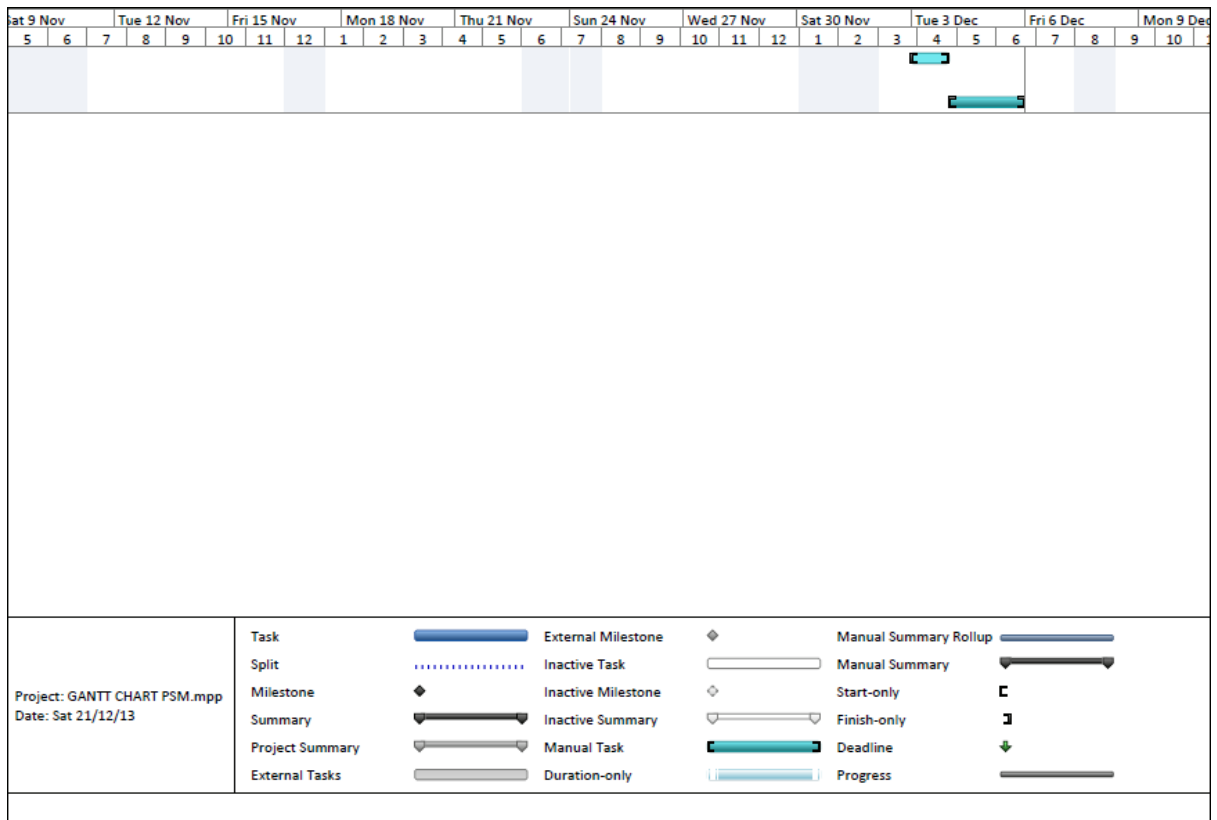 Sat 9 Nov Tue 12 Nov Fri 15 Nov Mon 18 Nov Thu 21 Nov Sun 24 Nov Wed 27 Nov Sat 30 Nov Tue 3 Dec Fri 6 Dec Mon 9 Dec
5 6 7 8 9 10 11 12 1 2 3 4 5 6 7 8 9 10 11 12 1 2 3 4 5 6 7 8 9 10
Project: GANTT CHART PSM.mpp
Date: Sat 21/12/13
Task
Split
Milestone
Summary
Project Summary
External Tasks
External Milestone
Inactive Task
Inactive Milestone
Inactive Summary
Manual Task
Duration-only
Manual Summary Rollup
Manual Summary
Start-only
Finish-only
Deadline
Progress